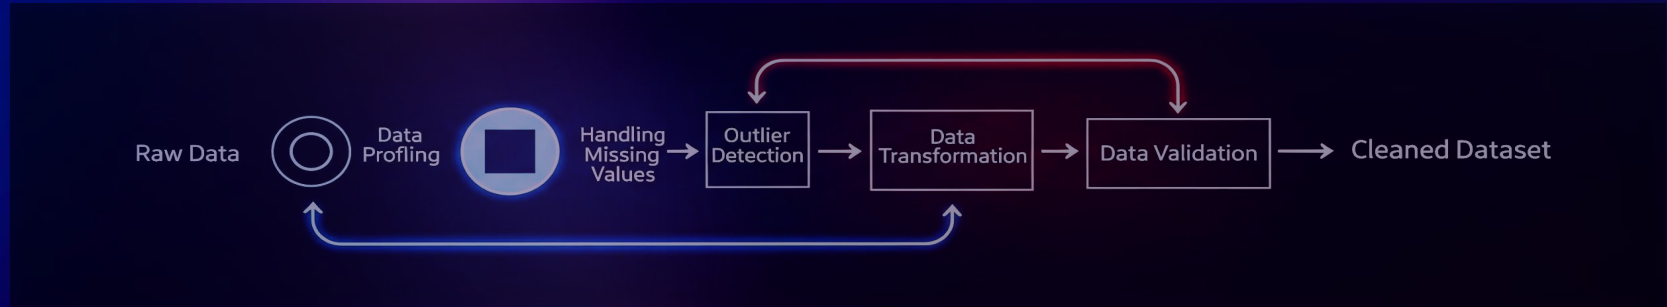 Raw Data
Data
Profling
Handling
Missing
Values
Outlier
Detection
Data
Transformation
Data Validation
Cleaned Dataset